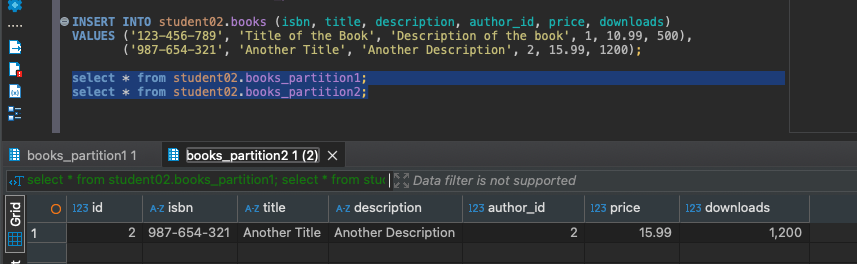 INSERT INTO student02.books (isbn, title, description, author_id, price, downloads)
VALUES ('123-456-789', 'Title of the Book', 'Description of the book', 1, 10.99, 500),
('987-654-321', 'Another Title', 'Another Description', 2, 15.99, 1200);
select * from student02.books_partition1;
select * from student02.books_partition2;
books_partition1 1 books_partition2 1 (2)
select * from student02.books_partition1; select * from stud Data filter is not supported
Grid
123 id A-Z isbn A-Z title A-Z description 123 author_id 123 price 123 downloads
1 2 987-654-321 Another Title Another Description 2 15.99 1,200